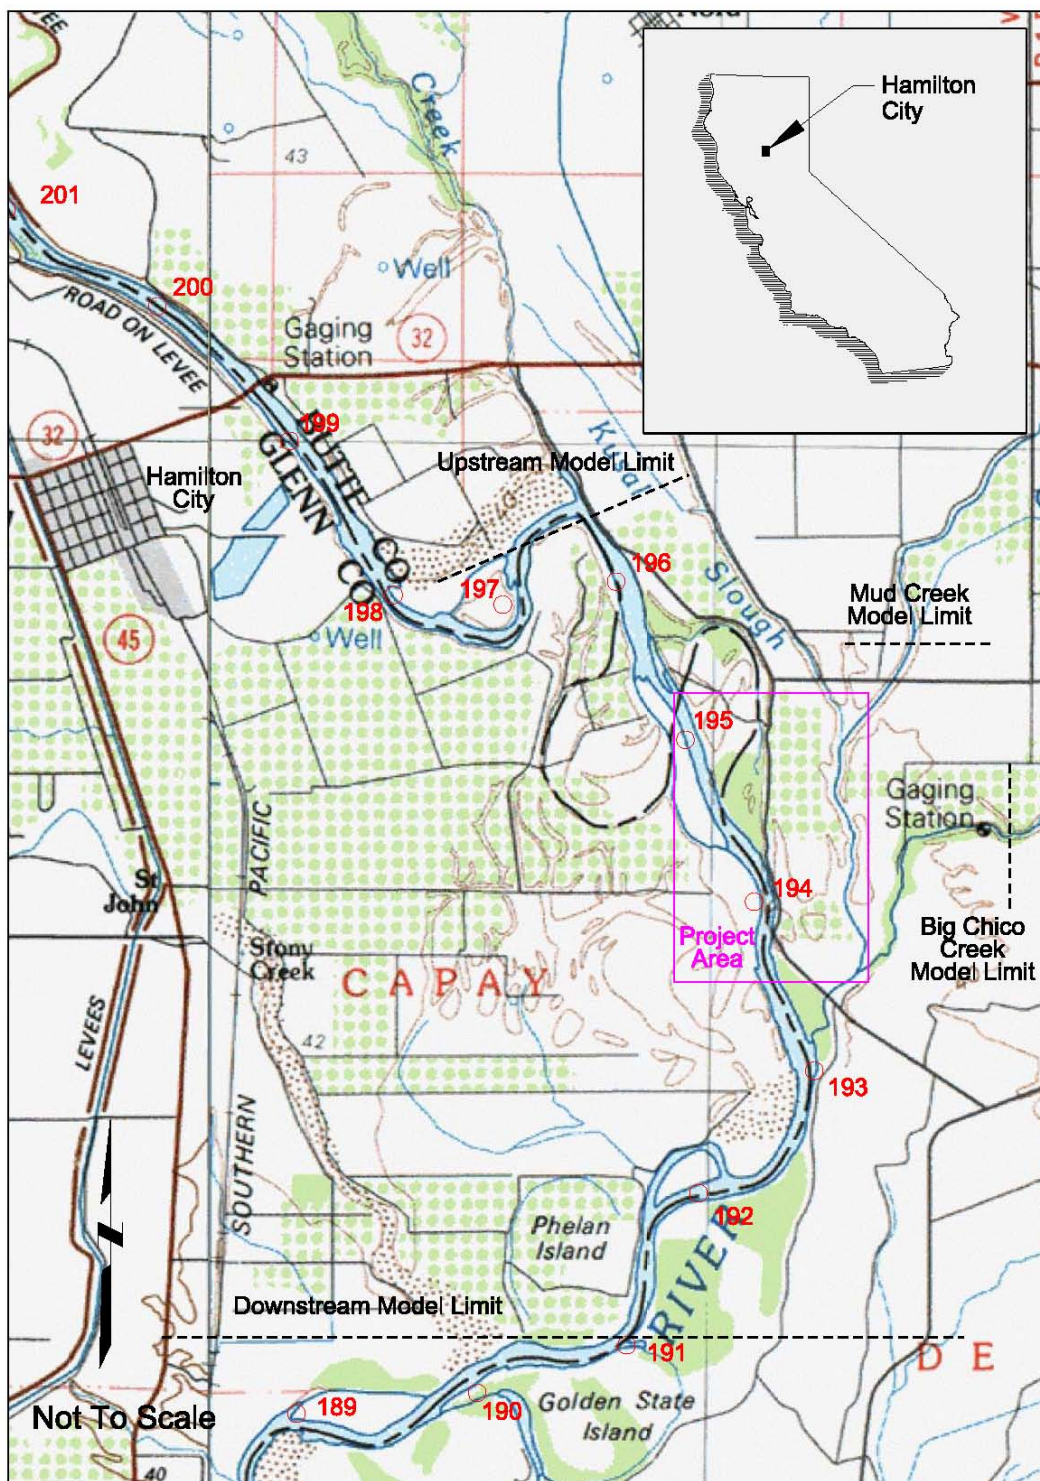 Nord
Hamilton
City
Creek
43
201
Well
200
ROAD ON LEVEE
Gaging
Station
32
199
BUTTE CO
GLENN CO
32
Hamilton
City
Upstream Model Limit
Kusal
Slough
196
197
198
Well
45
Mud Creek
Model Limit
195
Gaging
Station
PACIFIC
St
John
194
Project
Area
Big Chico
Creek
Model Limit
Stony
Creek
CAPAY
LEVEES
42
193
SOUTHERN
192
Phelan
Island
RIVER
Downstream Model Limit
191
DE
190
189
Golden State
Island
Not To Scale
40